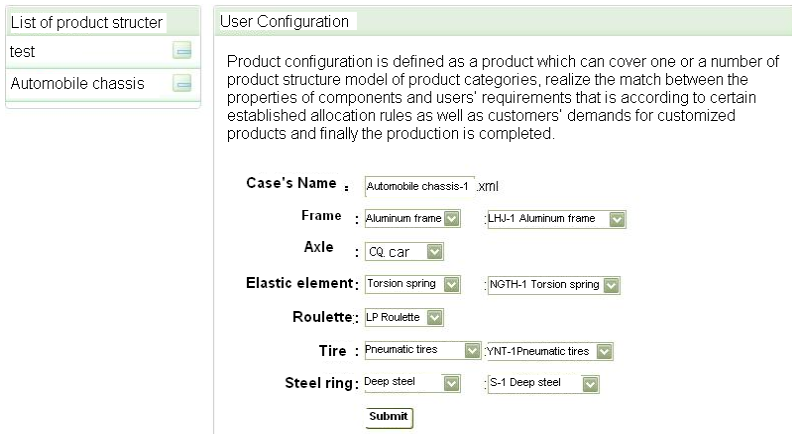 List of product structer
test
Automobile chassis
User Configuration
Product configuration is defined as a product which can cover one or a number of
product structure model of product categories, realize the match between the
properties of components and users' requirements that is according to certain
established allocation rules as well as customers' demands for customized
products and finally the production is completed.
Case's Name : Automobile chassis-1 .xml
Frame : Aluminum frame :LHJ-1 Aluminum frame
Axle : CQ. car
Elastic element: Torsion spring :NGTH-1 Torsion spring
Roulette: LP Roulette
Tire : Pneumatic tires :YNT-1Pneumatic tires
Steel ring: Deep steel :S-1 Deep steel
Submit